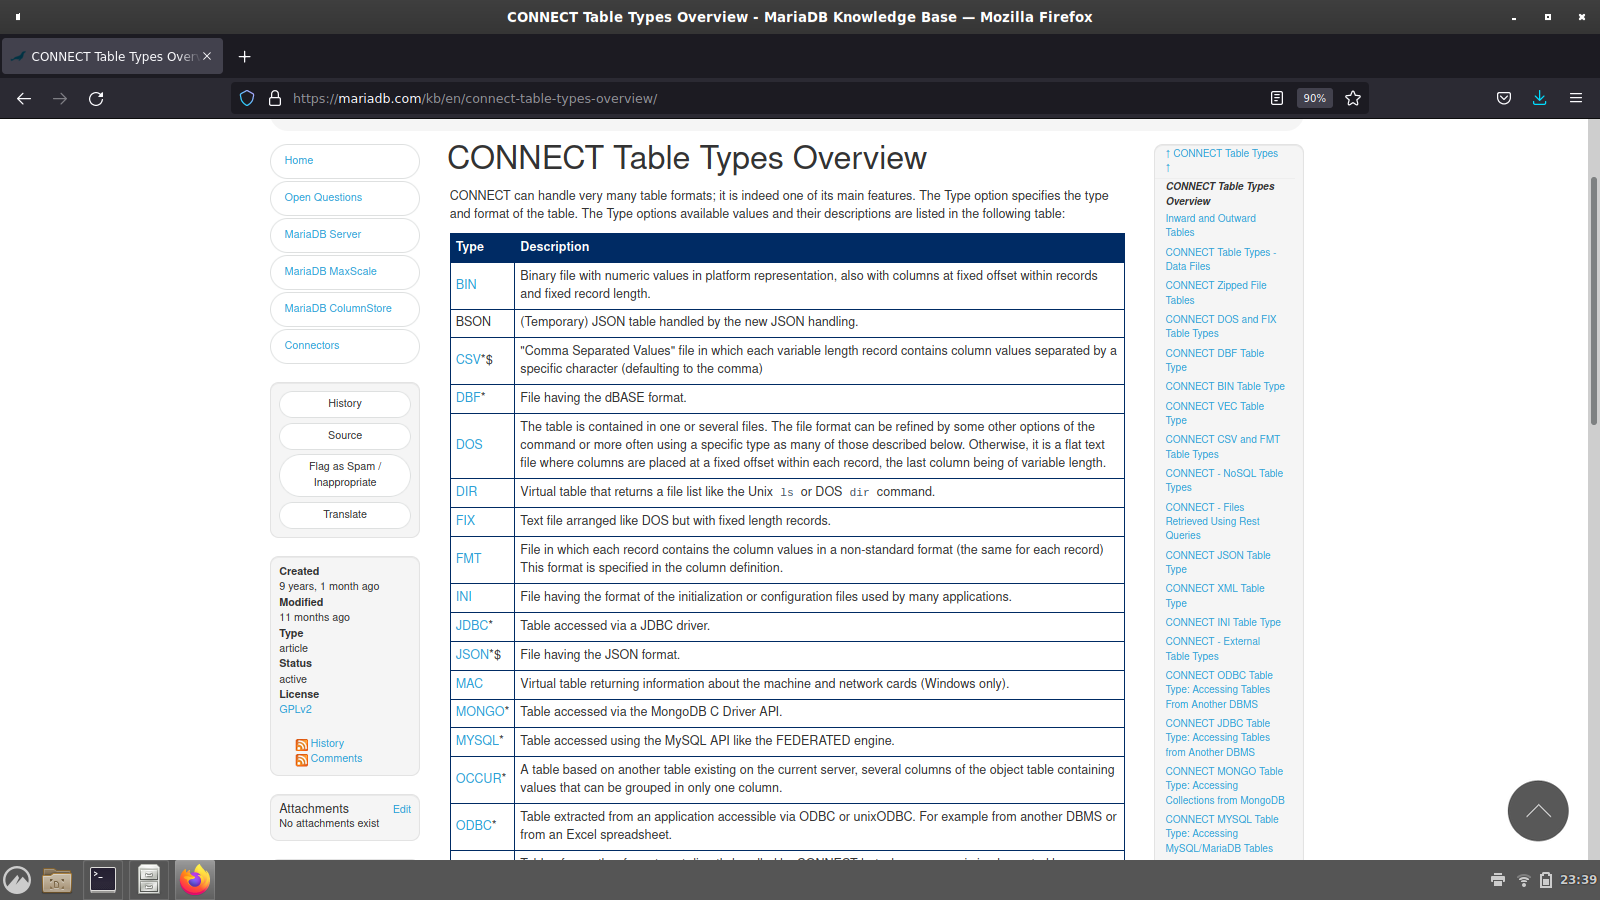 CONNECT Table Types Overview - MariaDB Knowledge Base — Mozilla Firefox
CONNECT Table Types Over
https://mariadb.com/kb/en/connect-table-types-overview/
90%
Home
Open Questions
MariaDB Server
MariaDB MaxScale
MariaDB ColumnStore
Connectors
History
Source
Flag as Spam /
Inappropriate
Translate
Created
9 years, 1 month ago
Modified
11 months ago
Type
article
Status
active
License
GPLv2
History
Comments
Attachments Edit
No attachments exist
CONNECT Table Types Overview
CONNECT can handle very many table formats; it is indeed one of its main features. The Type option specifies the type
and format of the table. The Type options available values and their descriptions are listed in the following table:
Type Description
BIN Binary file with numeric values in platform representation, also with columns at fixed offset within records
and fixed record length.
BSON (Temporary) JSON table handled by the new JSON handling.
CSV*$ "Comma Separated Values" file in which each variable length record contains column values separated by a
specific character (defaulting to the comma)
DBF* File having the dBASE format.
DOS The table is contained in one or several files. The file format can be refined by some other options of the
command or more often using a specific type as many of those described below. Otherwise, it is a flat text
file where columns are placed at a fixed offset within each record, the last column being of variable length.
DIR Virtual table that returns a file list like the Unix ls or DOS dir command.
FIX Text file arranged like DOS but with fixed length records.
FMT File in which each record contains the column values in a non-standard format (the same for each record)
This format is specified in the column definition.
INI File having the format of the initialization or configuration files used by many applications.
JDBC* Table accessed via a JDBC driver.
JSON*$ File having the JSON format.
MAC Virtual table returning information about the machine and network cards (Windows only).
MONGO* Table accessed via the MongoDB C Driver API.
MYSQL* Table accessed using the MySQL API like the FEDERATED engine.
OCCUR* A table based on another table existing on the current server, several columns of the object table containing
values that can be grouped in only one column.
ODBC* Table extracted from an application accessible via ODBC or unixODBC. For example from another DBMS or
from an Excel spreadsheet.
↑ CONNECT Table Types
↑
CONNECT Table Types
Overview
Inward and Outward
Tables
CONNECT Table Types -
Data Files
CONNECT Zipped File
Tables
CONNECT DOS and FIX
Table Types
CONNECT DBF Table
Type
CONNECT BIN Table Type
CONNECT VEC Table
Type
CONNECT CSV and FMT
Table Types
CONNECT - NoSQL Table
Types
CONNECT - Files
Retrieved Using Rest
Queries
CONNECT JSON Table
Type
CONNECT XML Table
Type
CONNECT INI Table Type
CONNECT - External
Table Types
CONNECT ODBC Table
Type: Accessing Tables
From Another DBMS
CONNECT JDBC Table
Type: Accessing Tables
from Another DBMS
CONNECT MONGO Table
Type: Accessing
Collections from MongoDB
CONNECT MYSQL Table
Type: Accessing
MySQL/MariaDB Tables
23:39